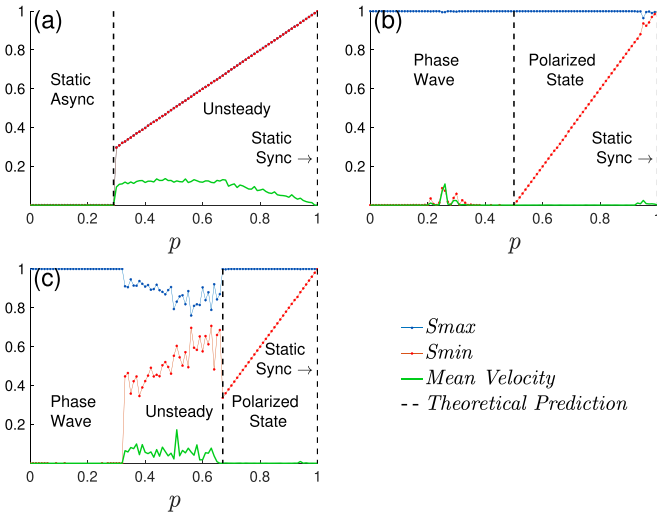 (a)
1
0.8
0.6
0.4
0.2
Static
Async
Unsteady
Static
Sync →
0
0.2
0.4
0.6
0.8
1
p
(b)
1
0.8
0.6
0.4
0.2
Phase
Wave
Polarized
State
Static
Sync →
0
0.2
0.4
0.6
0.8
1
p
(c)
1
0.8
0.6
0.4
0.2
Phase
Wave
Unsteady
Polarized
State
Static
Sync →
0
0.2
0.4
0.6
0.8
1
p
Smax
Smin
Mean Velocity
Theoretical Prediction